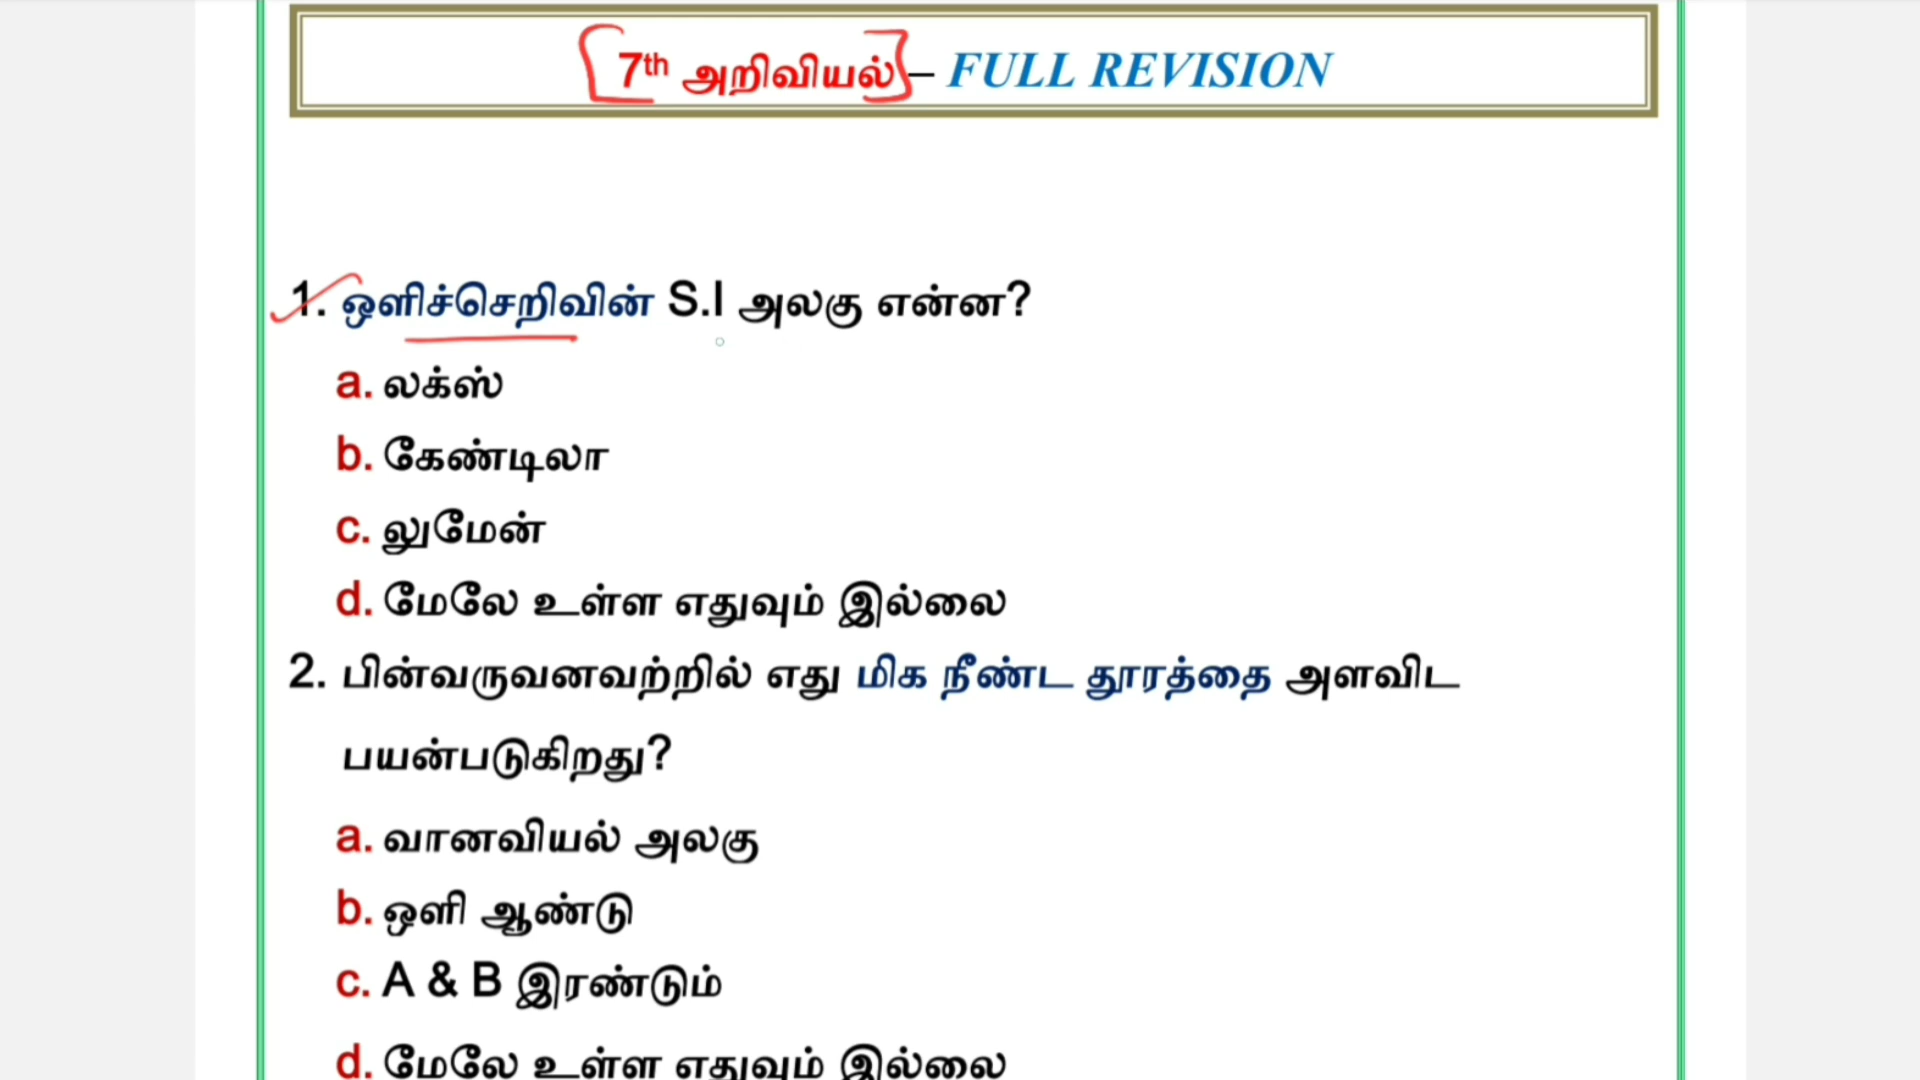 7th அறிவியல் – FULL REVISION
1. ஒளிச்செறிவின் S.I அலகு என்ன?
a. லக்ஸ்
b. கேண்டிலா
c. லுமேன்
d. மேலே உள்ள எதுவும் இல்லை
2. பின்வருவனவற்றில் எது மிக நீண்ட தூரத்தை அளவிட
பயன்படுகிறது?
a. வானவியல் அலகு
b. ஒளி ஆண்டு
c. A & B இரண்டும்
d. மேலே உள்ள எதுவும் இல்லை